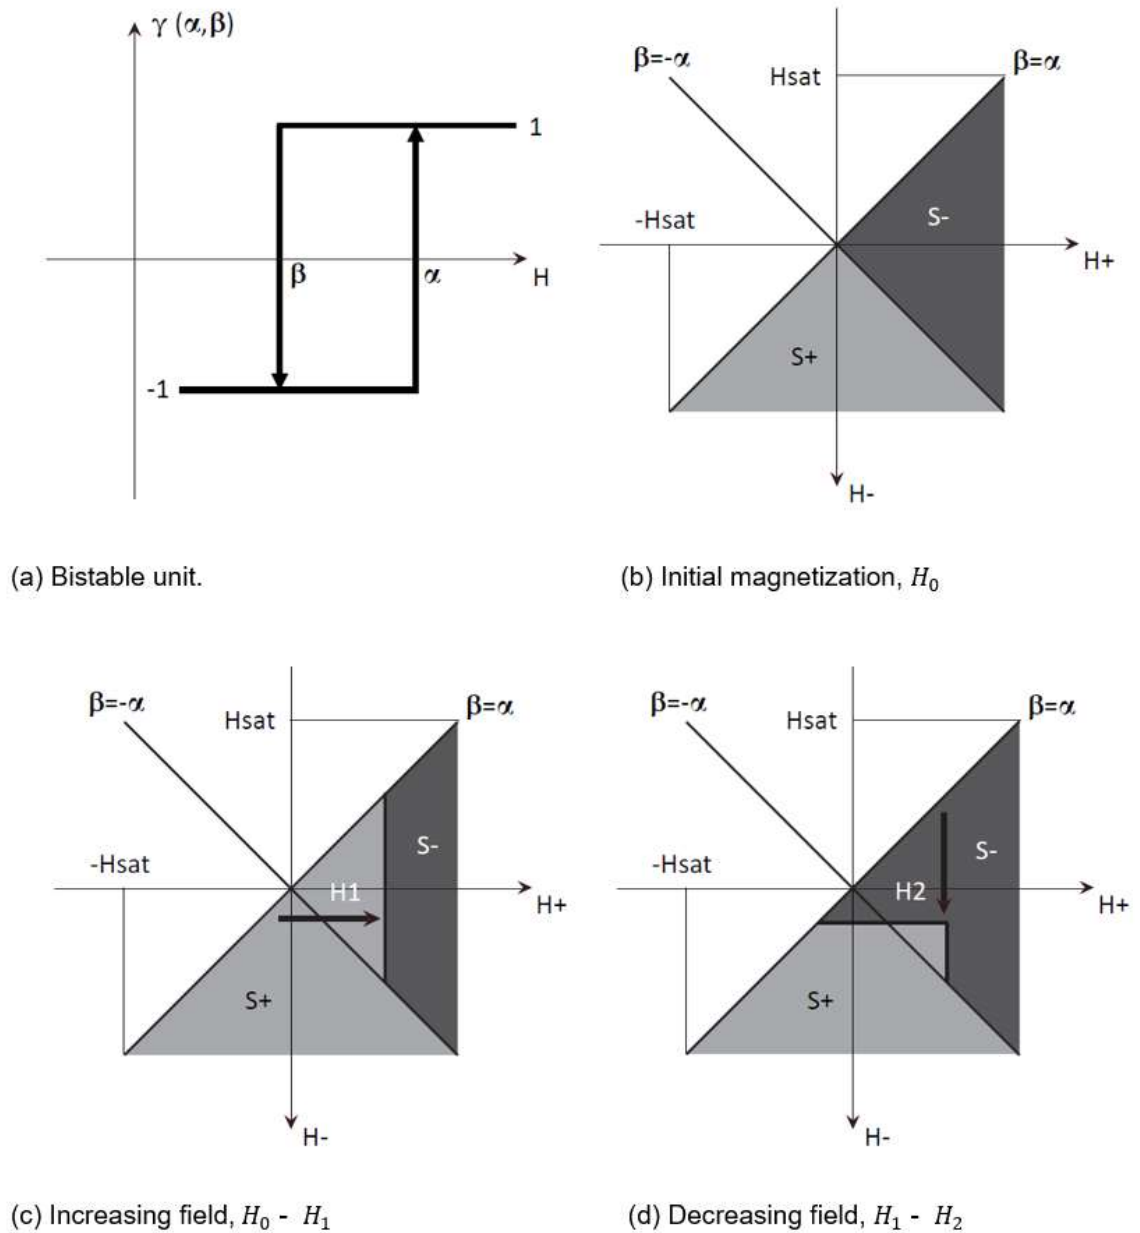 γ (α,β)
1
β
α
H
-1
(a) Bistable unit.
β=-α
Hsat
β=α
-Hsat
S-
H+
S+
H-
(b) Initial magnetization, H₀
β=-α
Hsat
β=α
-Hsat
S-
H1
H+
S+
H-
(c) Increasing field, H₀ - H₁
β=-α
Hsat
β=α
-Hsat
S-
H2
H+
S+
H-
(d) Decreasing field, H₁ - H₂